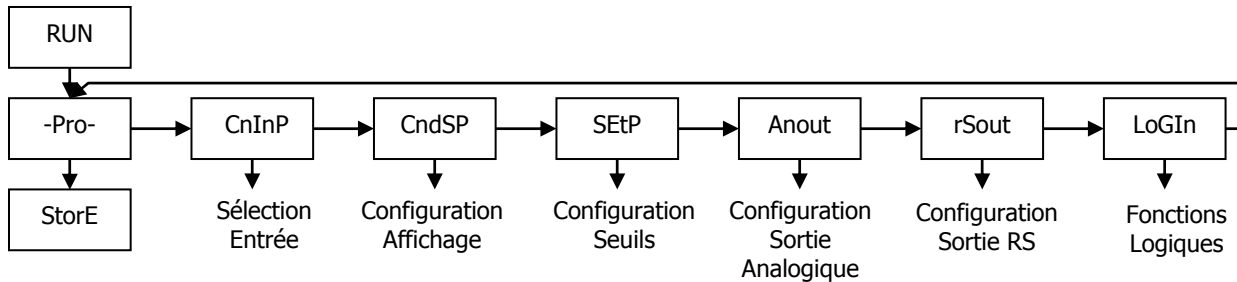 RUN
-Pro-
CnInP
CndSP
SEtP
Anout
rSout
LoGIn
StorE
Sélection
Entrée
Configuration
Affichage
Configuration
Seuils
Configuration
Sortie
Analogique
Configuration
Sortie RS
Fonctions
Logiques